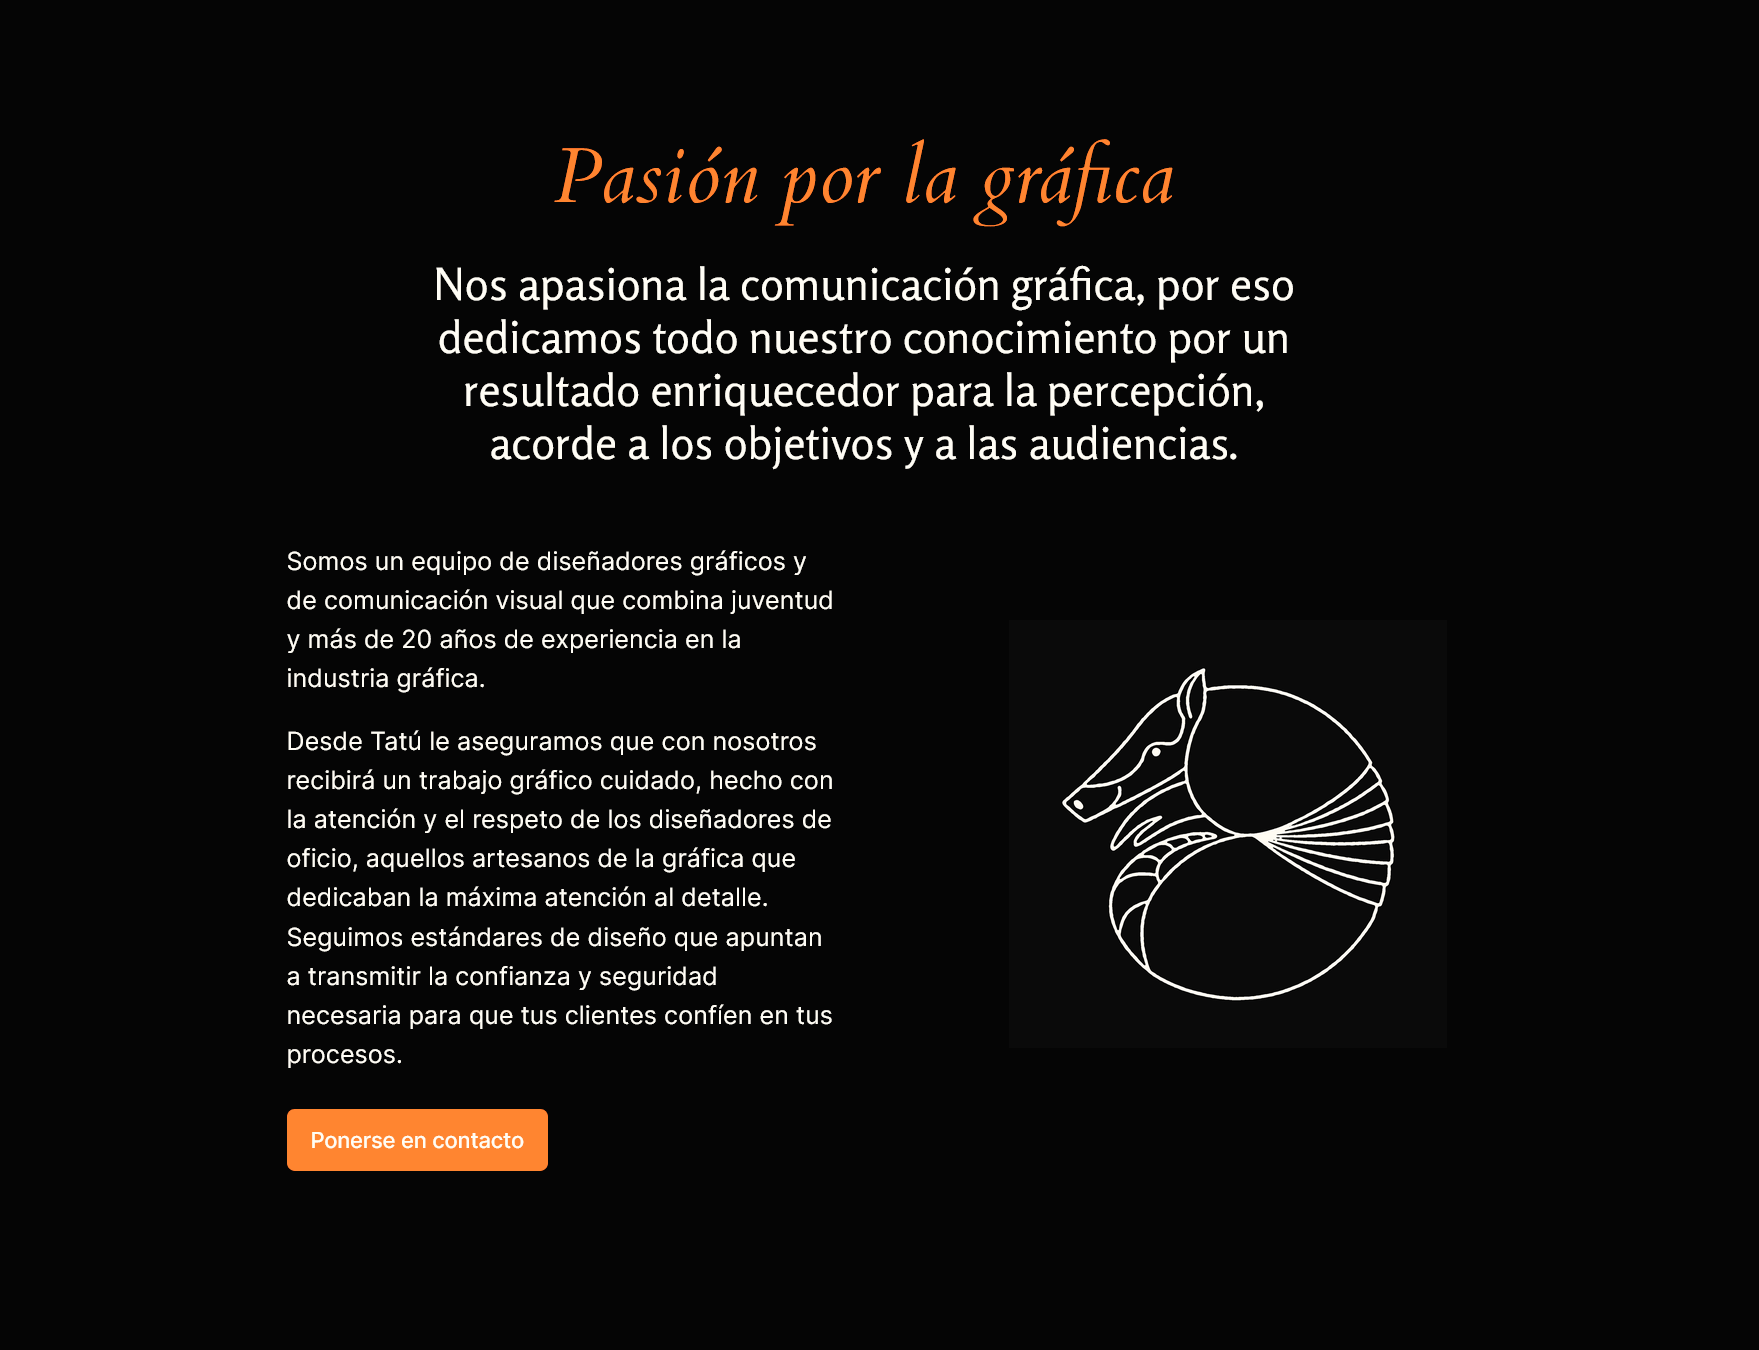 Pasión por la gráfica
Nos apasiona la comunicación gráfica, por eso
dedicamos todo nuestro conocimiento por un
resultado enriquecedor para la percepción,
acorde a los objetivos y a las audiencias.
Somos un equipo de diseñadores gráficos y
de comunicación visual que combina juventud
y más de 20 años de experiencia en la
industria gráfica.
Desde Tatú le aseguramos que con nosotros
recibirá un trabajo gráfico cuidado, hecho con
la atención y el respeto de los diseñadores de
oficio, aquellos artesanos de la gráfica que
dedicaban la máxima atención al detalle.
Seguimos estándares de diseño que apuntan
a transmitir la confianza y seguridad
necesaria para que tus clientes confíen en tus
procesos.
Ponerse en contacto